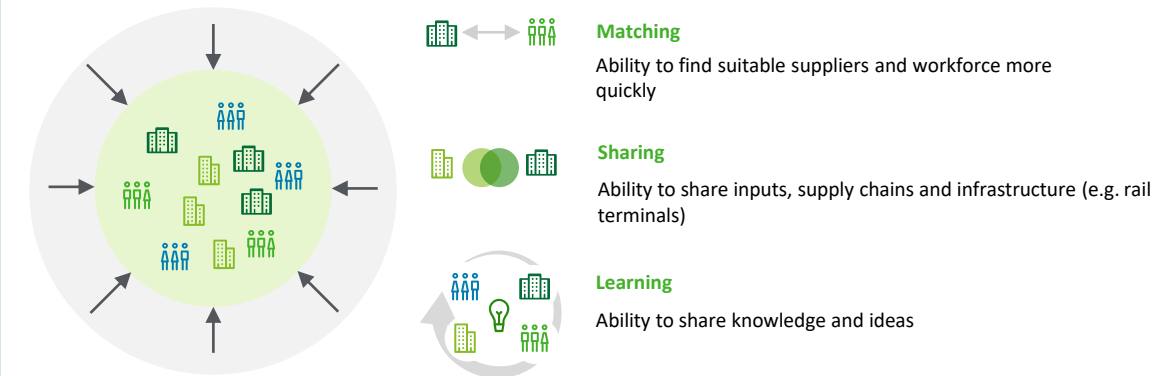 Matching
Ability to find suitable suppliers and workforce more
quickly
Sharing
Ability to share inputs, supply chains and infrastructure (e.g. rail
terminals)
Learning
Ability to share knowledge and ideas